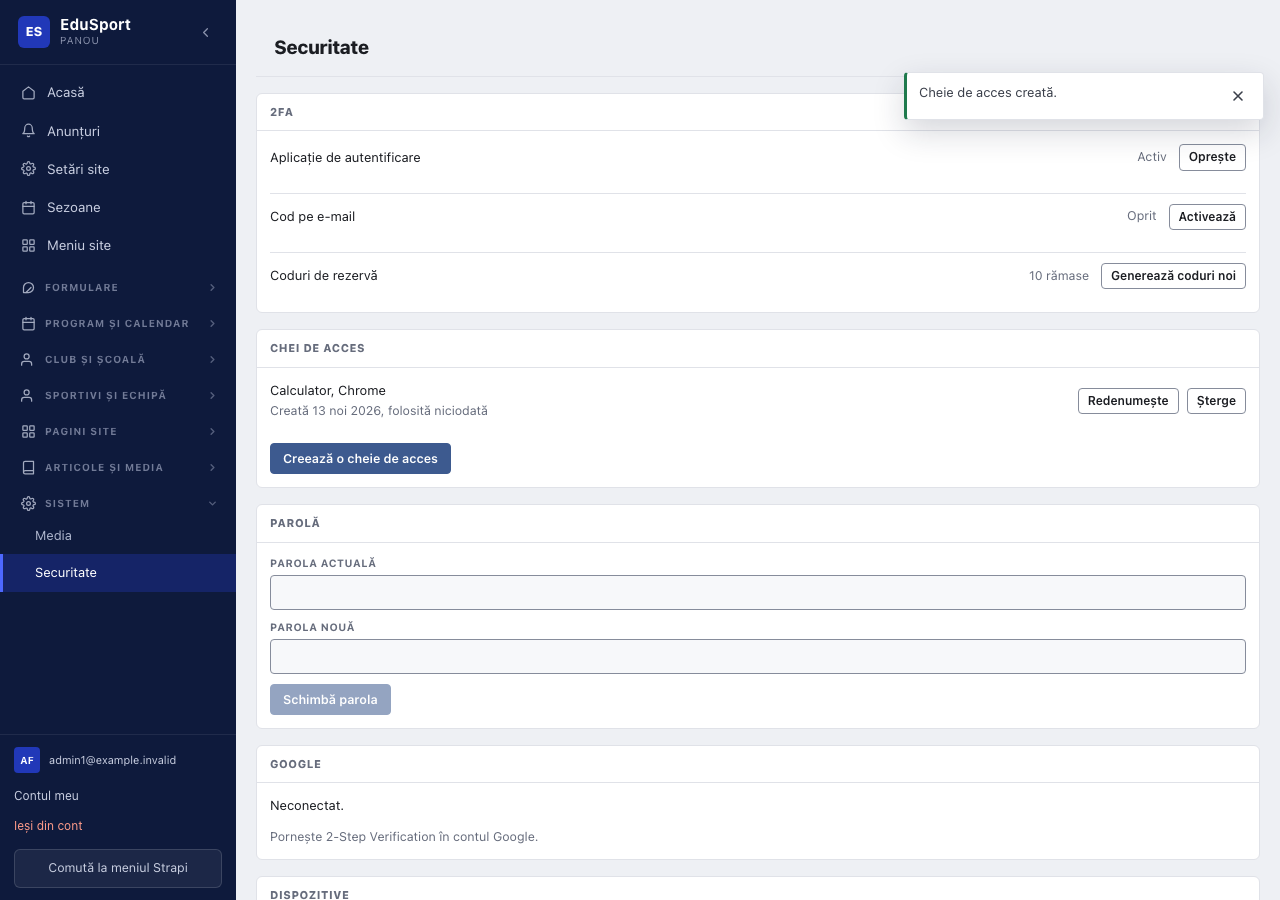 ES
EduSport
PANOU
Acasă
Anunțuri
Setări site
Sezoane
Meniu site
FORMULARE
PROGRAM ȘI CALENDAR
CLUB ȘI ȘCOALĂ
SPORTIVI ȘI ECHIPĂ
PAGINI SITE
ARTICOLE ȘI MEDIA
SISTEM
Media
Securitate
AF
admin1@example.invalid
Contul meu
Ieși din cont
Comută la meniul Strapi
Securitate
Cheie de acces creată.
2FA
Aplicație de autentificare
Activ
Oprește
Cod pe e-mail
Oprit
Activează
Coduri de rezervă
10 rămase
Generează coduri noi
CHEI DE ACCES
Calculator, Chrome
Creată 13 noi 2026, folosită niciodată
Redenumește
Șterge
Creează o cheie de acces
PAROLĂ
PAROLA ACTUALĂ
PAROLA NOUĂ
Schimbă parola
GOOGLE
Neconectat.
Pornește 2-Step Verification în contul Google.
DISPOZITIVE